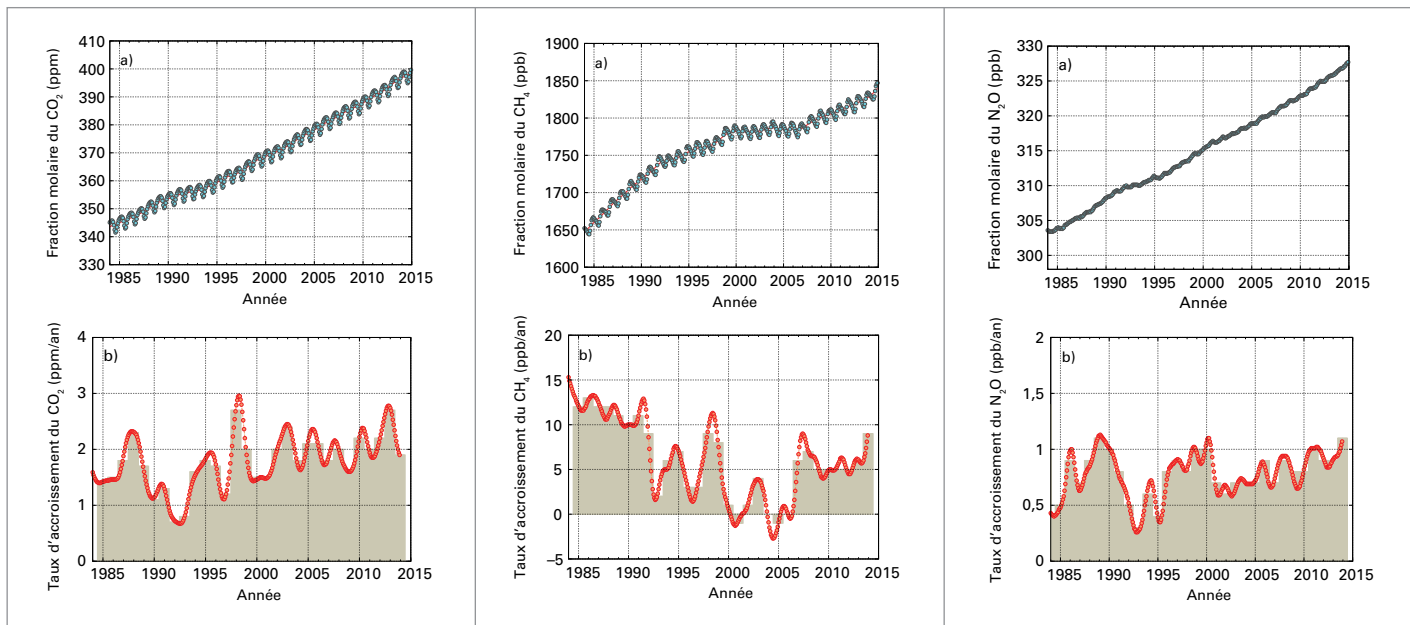 Fraction molaire du CO₂ (ppm)
a)
410
400
390
380
370
360
350
340
330
1985 1990 1995 2000 2005 2010 2015
Année
Taux d'accroissement du CO₂ (ppm/an)
b)
4
3
2
1
0
1985 1990 1995 2000 2005 2010 2015
Année
Fraction molaire du CH₄ (ppb)
a)
1900
1850
1800
1750
1700
1650
1600
1985 1990 1995 2000 2005 2010 2015
Année
Taux d'accroissement du CH₄ (ppb/an)
b)
20
15
10
5
0
–5
1985 1990 1995 2000 2005 2010 2015
Année
Fraction molaire du N₂O (ppb)
a)
330
325
320
315
310
305
300
1985 1990 1995 2000 2005 2010 2015
Année
Taux d'accroissement du N₂O (ppb/an)
b)
2
1,5
1
0,5
0
1985 1990 1995 2000 2005 2010 2015
Année